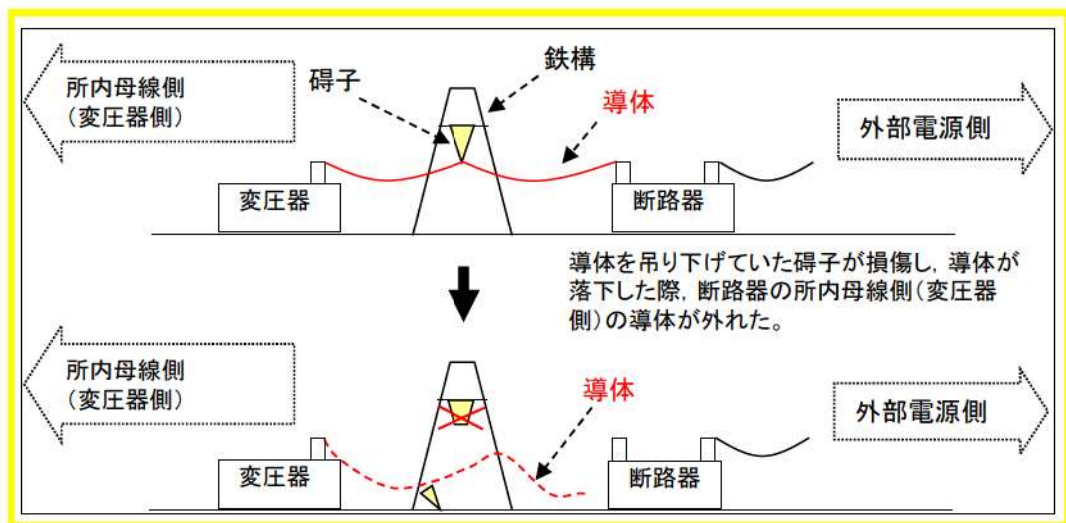 所内母線側
(変圧器側)
碍子
鉄構
導体
外部電源側
変圧器
断路器
導体を吊り下げていた碍子が損傷し，導体が
落下した際，断路器の所内母線側(変圧器
側)の導体が外れた。
所内母線側
(変圧器側)
導体
外部電源側
変圧器
断路器